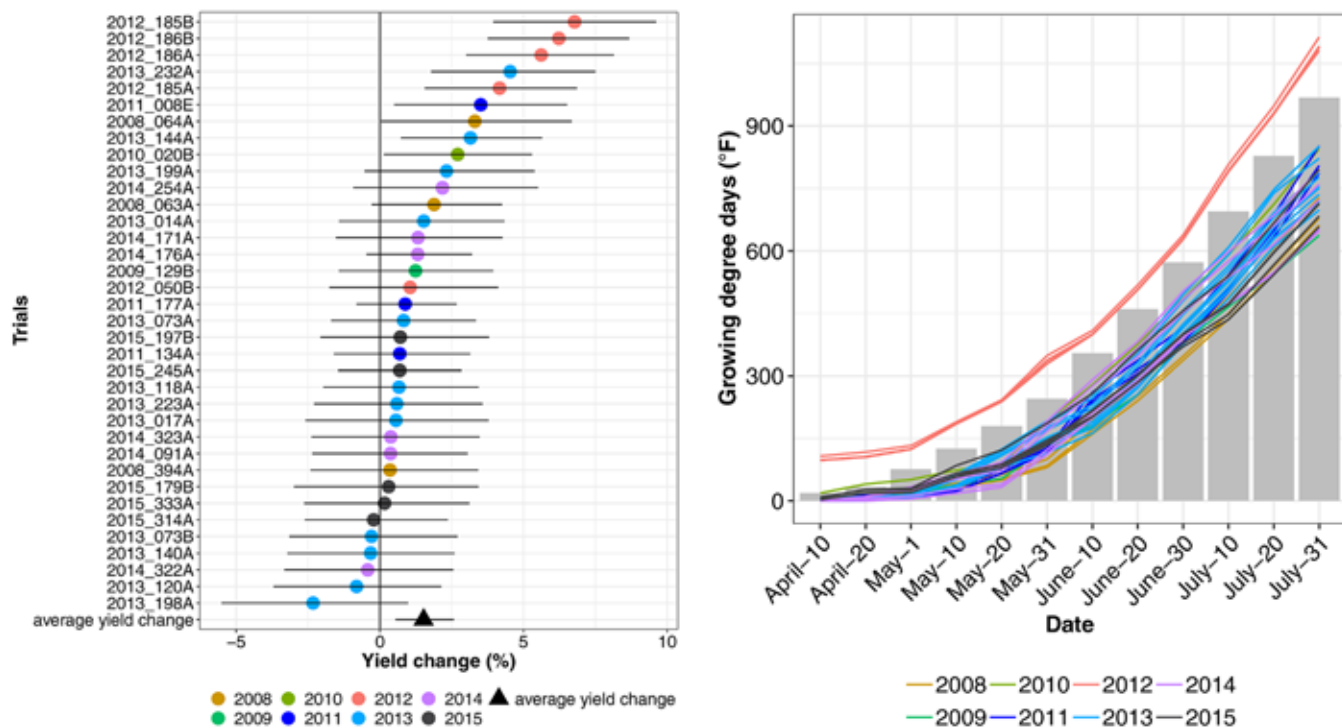 2012_185B
2012_186B
2012_186A
2013_232A
2012_185A
2011_008E
2008_064A
2013_144A
2010_020B
2013_199A
2014_254A
2008_063A
2013_014A
2014_171A
2014_176A
2009_129B
2012_050B
2011_177A
2013_073A
2015_197B
2011_134A
2015_245A
2013_118A
2013_223A
2013_017A
2014_323A
2014_091A
2008_394A
2015_179B
2015_333A
2015_314A
2013_073B
2013_140A
2014_322A
2013_120A
2013_198A
average yield change
Trials
−5 0 5 10
Yield change (%)
2008 2010 2012 2014 average yield change
2009 2011 2013 2015
Growing degree days (°F)
900
600
300
0
April−10 April−20 May−1 May−10 May−20 May−31 June−10 June−20 June−30 July−10 July−20 July−31
Date
2008 2010 2012 2014
2009 2011 2013 2015